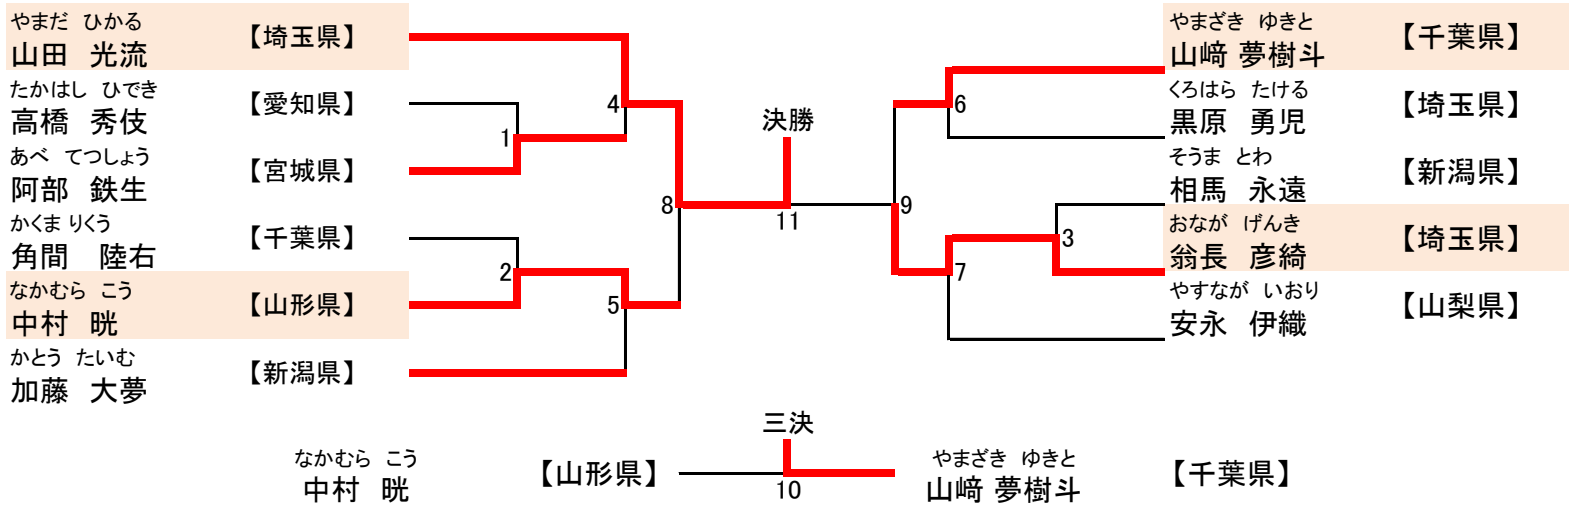 やまだ ひかる
山田 光流 【埼玉県】
たかはし ひでき
高橋 秀伎 【愛知県】
あべ てつしょう
阿部 鉄生 【宮城県】
かくま りくう
角間 陸右 【千葉県】
なかむら こう
中村 晄 【山形県】
かとう たいむ
加藤 大夢 【新潟県】
1
2
4
5
8
決勝
11
9
6
7
3
やまざき ゆきと
山﨑 夢樹斗 【千葉県】
くろはら たける
黒原 勇児 【埼玉県】
そうま とわ
相馬 永遠 【新潟県】
おなが げんき
翁長 彦綺 【埼玉県】
やすなが いおり
安永 伊織 【山梨県】
三決
なかむら こう
中村 晄 【山形県】
10
やまざき ゆきと
山﨑 夢樹斗 【千葉県】